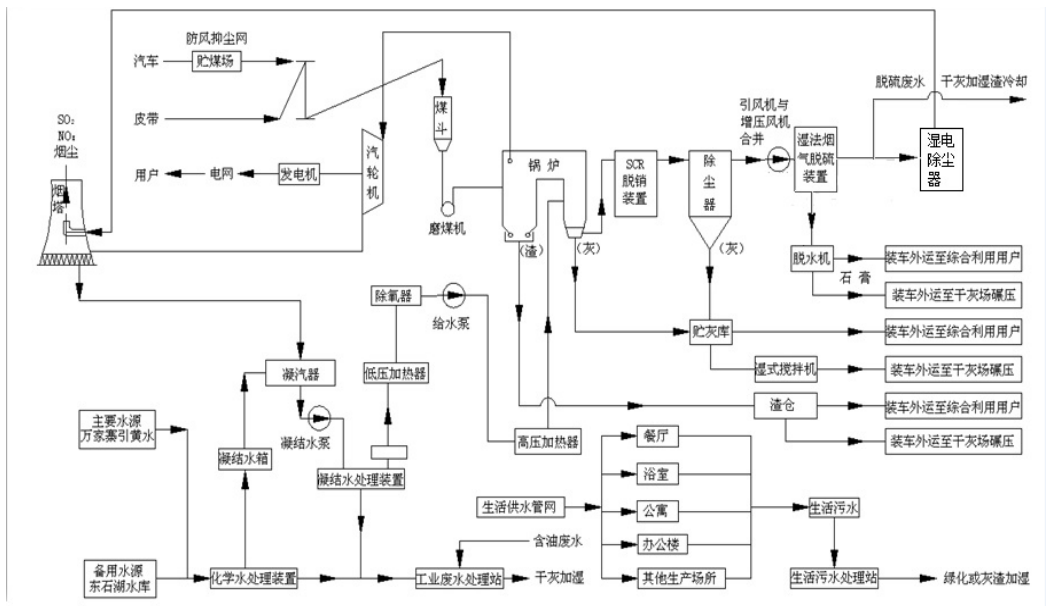 防风抑尘网
汽车
贮煤场
皮带
煤斗
磨煤机
SO₂
NOₓ
烟尘
烟塔
用户
电网
发电机
汽轮机
锅炉
(渣)
(灰)
SCR
脱销
装置
除尘器
(灰)
引风机与
增压风机
合并
湿法烟
气脱硫
装置
脱硫废水
干灰加湿渣冷却
湿电
除尘
器
脱水机
石膏
装车外运至综合利用用户
装车外运至干灰场碾压
贮灰库
装车外运至综合利用用户
湿式搅拌机
装车外运至干灰场碾压
渣仓
装车外运至综合利用用户
装车外运至干灰场碾压
除氧器
给水泵
低压加热器
高压加热器
凝汽器
凝结水泵
凝结水箱
凝结水处理装置
主要水源
万家寨引黄水
备用水源
东石湖水库
化学水处理装置
含油废水
工业废水处理站
干灰加湿
生活供水管网
餐厅
浴室
公寓
办公楼
其他生产场所
生活污水
生活污水处理站
绿化或灰渣加湿